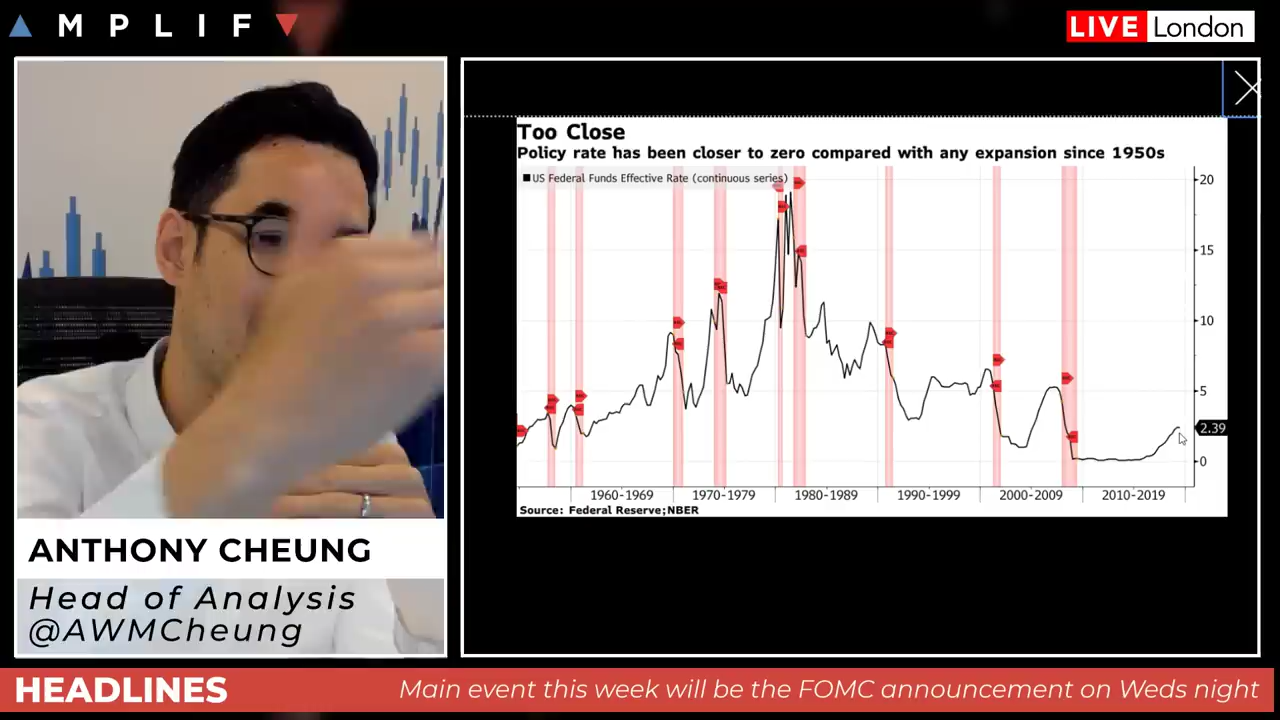 AMPLIFY
LIVE London
Too Close
Policy rate has been closer to zero compared with any expansion since 1950s
US Federal Funds Effective Rate (continuous series)
20
15
10
5
2.39
0
1960-1969 1970-1979 1980-1989 1990-1999 2000-2009 2010-2019
Source: Federal Reserve;NBER
ANTHONY CHEUNG
Head of Analysis
@AWMCheung
HEADLINES Main event this week will be the FOMC announcement on Weds night